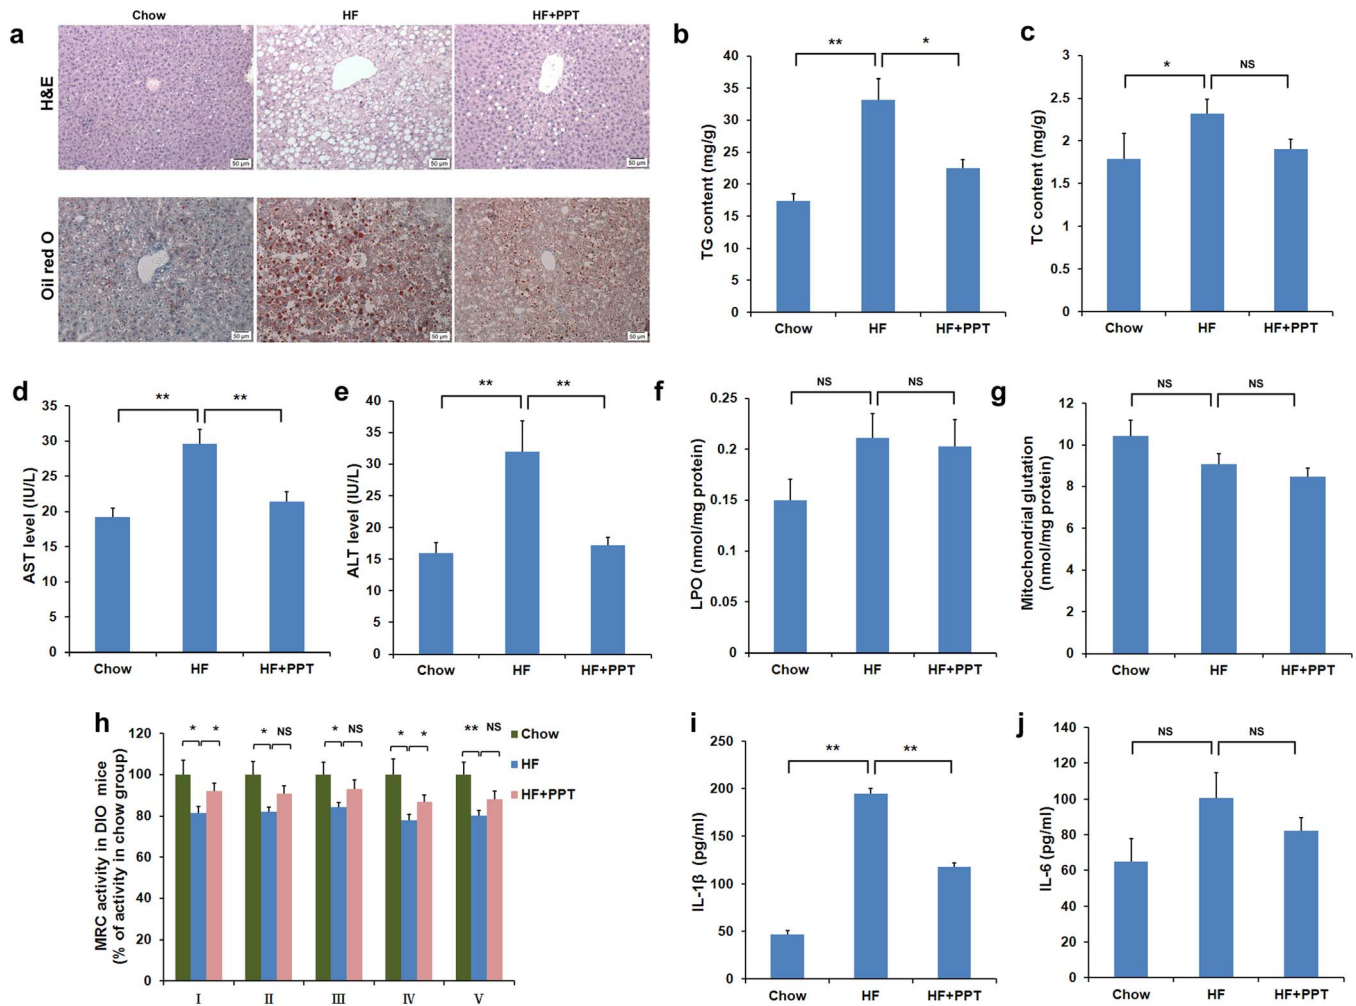 Chow HF HF+PPT
a
H&E
50 μm 50 μm 50 μm
Oil red O
50 μm 50 μm 50 μm
b
TG content (mg/g)
** *
40
35
30
25
20
15
10
5
0
Chow HF HF+PPT
c
TC content (mg/g)
* NS
3
2.5
2
1.5
1
0.5
0
Chow HF HF+PPT
d
AST level (IU/L)
** **
35
30
25
20
15
10
5
0
Chow HF HF+PPT
e
ALT level (IU/L)
** **
40
35
30
25
20
15
10
5
0
Chow HF HF+PPT
f
LPO (nmol/mg protein)
NS NS
0.25
0.2
0.15
0.1
0.05
0
Chow HF HF+PPT
g
Mitochondrial glutation
(nmol/mg protein)
NS NS
12
10
8
6
4
2
0
Chow HF HF+PPT
h
MRC activity in DIO mice
(% of activity in chow group)
* * * NS * NS * * ** NS
Chow
HF
HF+PPT
120
100
80
60
40
20
0
Ⅰ Ⅱ Ⅲ Ⅳ Ⅴ
i
IL-1β (pg/ml)
** **
250
200
150
100
50
0
Chow HF HF+PPT
j
IL-6 (pg/ml)
NS NS
140
120
100
80
60
40
20
0
Chow HF HF+PPT